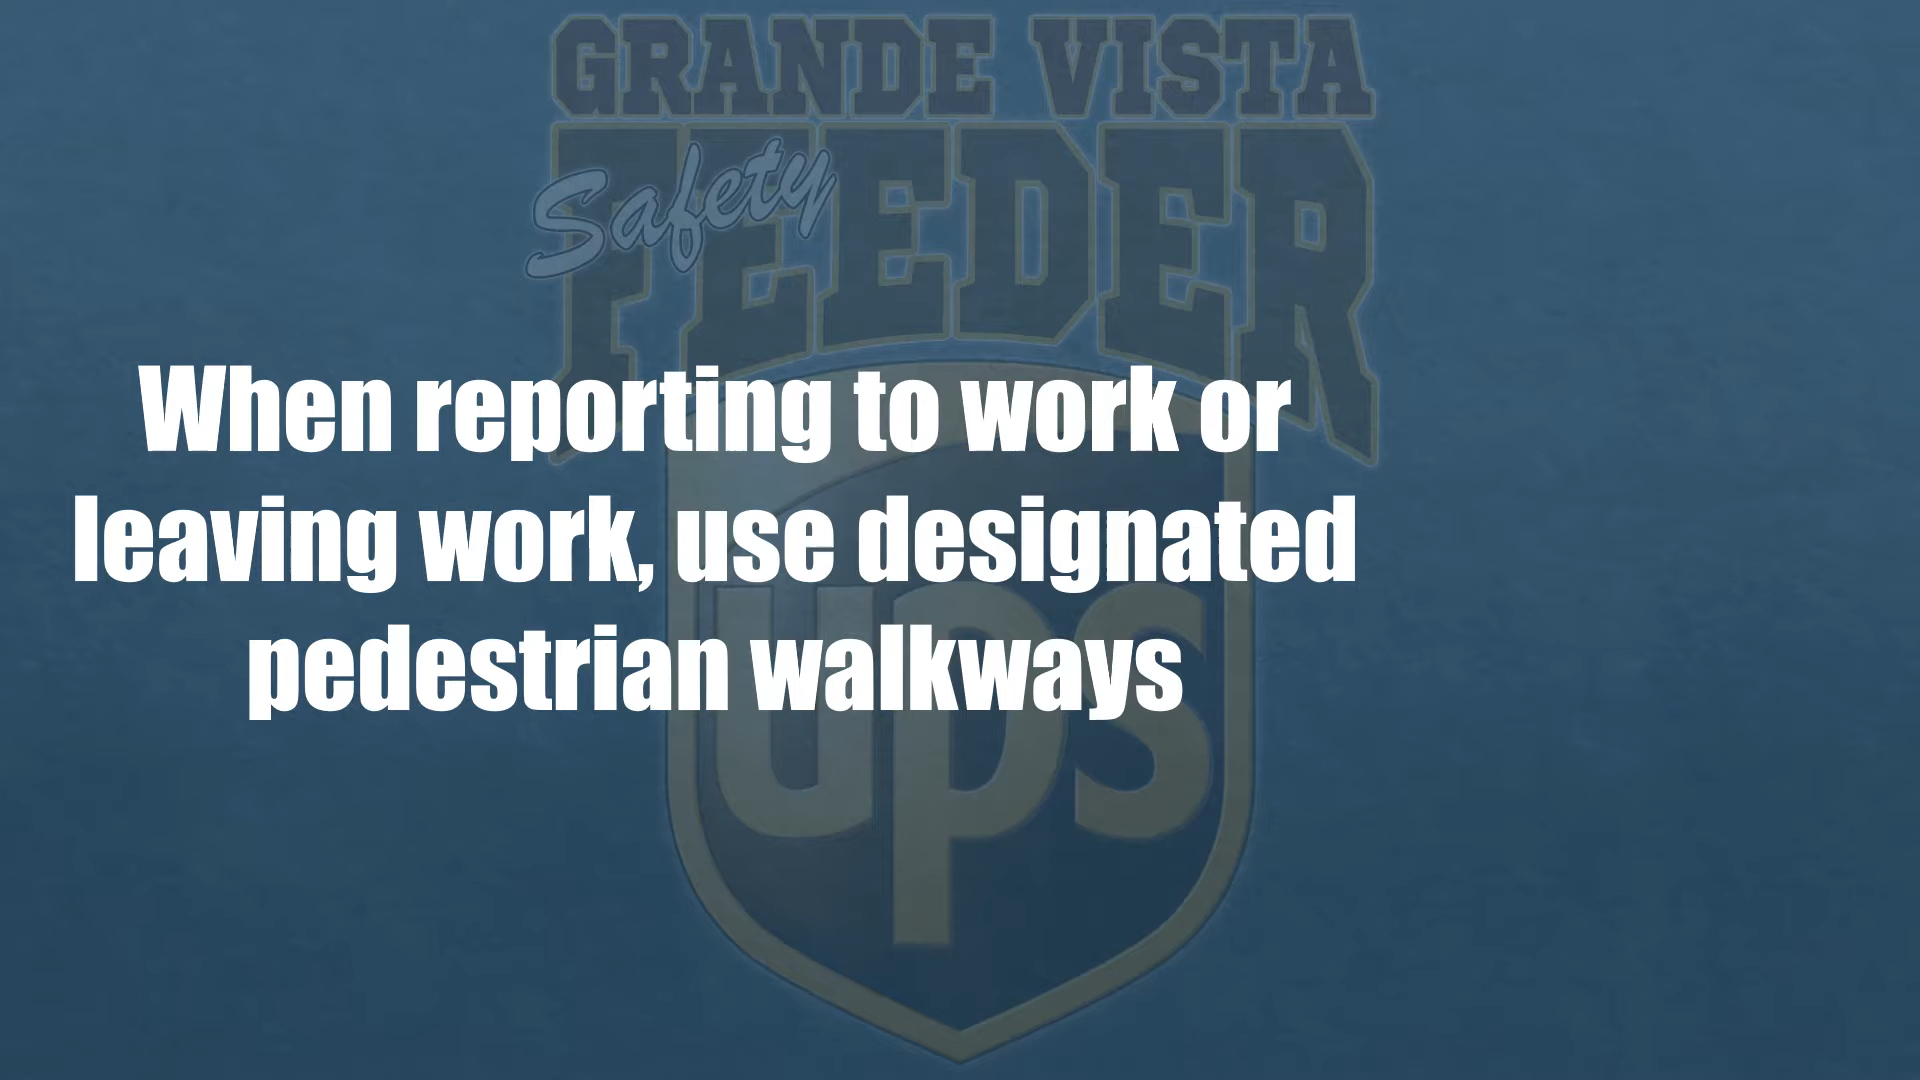 GRANDE VISTA
FEEDER
Safety
When reporting to work or
leaving work, use designated
pedestrian walkways
ups